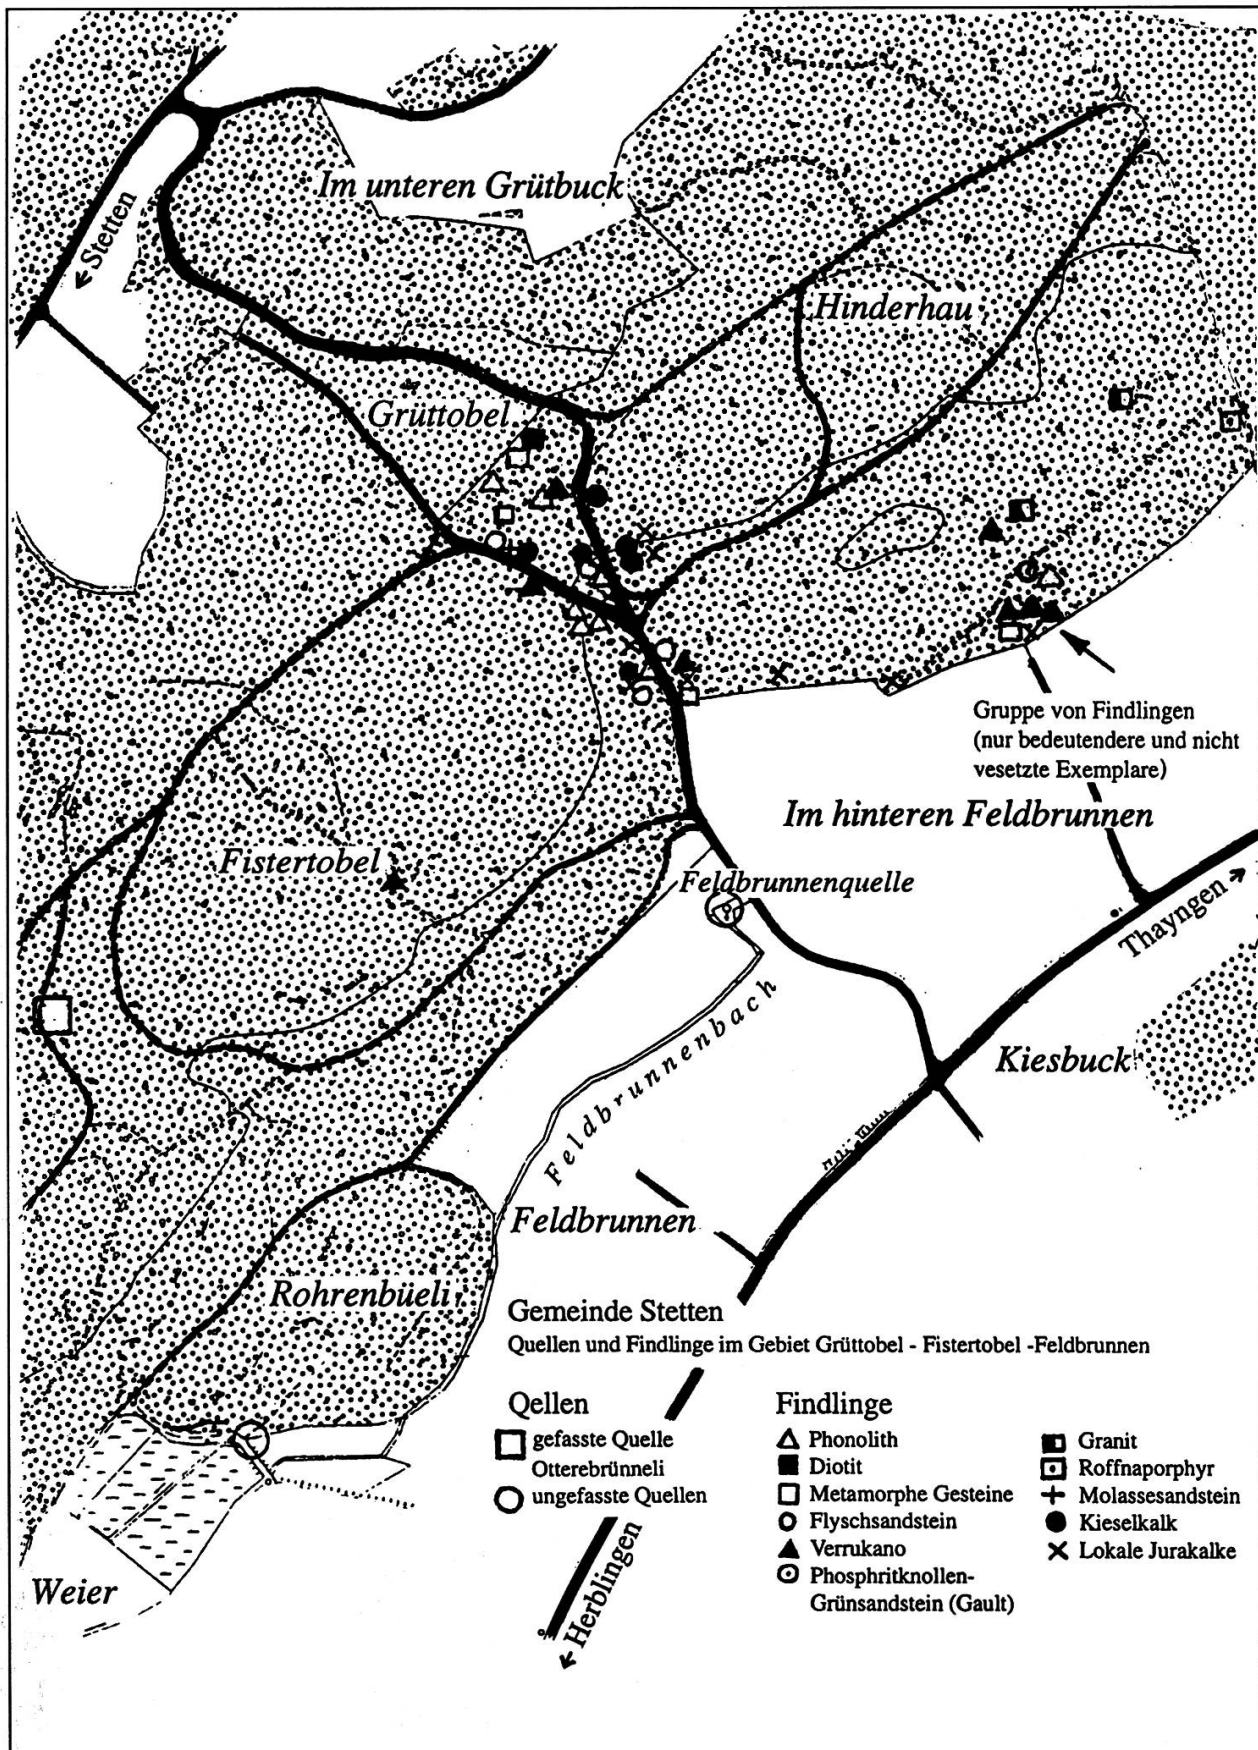 Im unteren Grütbuck
← Stetten
Hinderhau
Grüttobel
Gruppe von Findlingen
(nur bedeutendere und nicht
vesetzte Exemplare)
Im hinteren Feldbrunnen
Fistertobel
Feldbrunnenquelle
Thayngen →
Feldbrunnenbach
Kiesbuck
Feldbrunnen
Rohrenbüeli
Gemeinde Stetten
Quellen und Findlinge im Gebiet Grüttobel - Fistertobel -Feldbrunnen
Qellen
gefasste Quelle
Otterebrünneli
ungefasste Quellen
Findlinge
Phonolith
Diotit
Metamorphe Gesteine
Flyschsandstein
Verrukano
Phosphritknollen-
Grünsandstein (Gault)
Granit
Roffnaporphyr
Molassesandstein
Kieselkalk
Lokale Jurakalke
Weier
← Herblingen